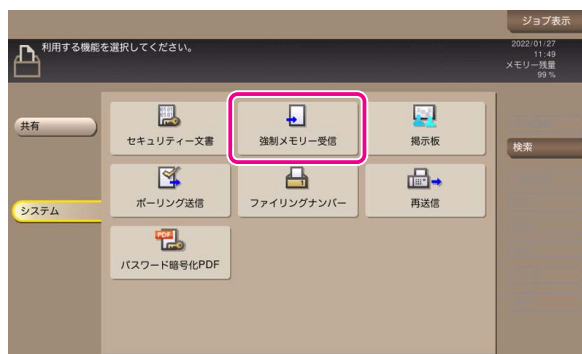 ジョブ表示
利用する機能を選択してください。
2022/01/27
11:49
メモリー残量
99 %
共有
システム
セキュリティー文書
強制メモリー受信
掲示板
ポーリング送信
ファイリングナンバー
再送信
PDF
パスワード暗号化PDF
検索